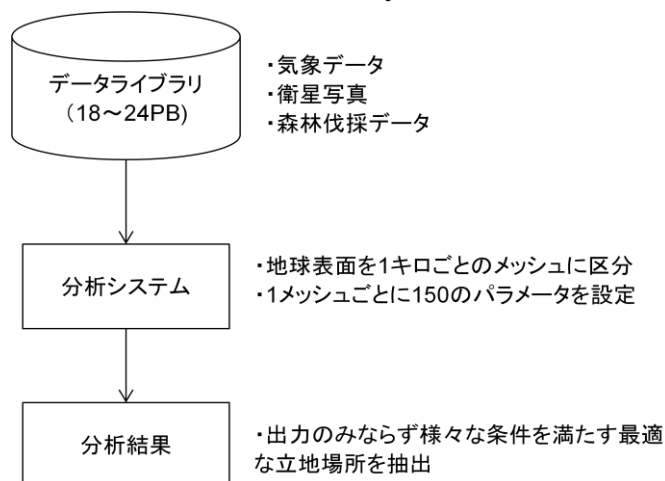 データライブラリ
(18～24PB)
・気象データ
・衛星写真
・森林伐採データ
分析システム
・地球表面を1キロごとのメッシュに区分
・1メッシュごとに150のパラメータを設定
分析結果
・出力のみならず様々な条件を満たす最適
な立地場所を抽出